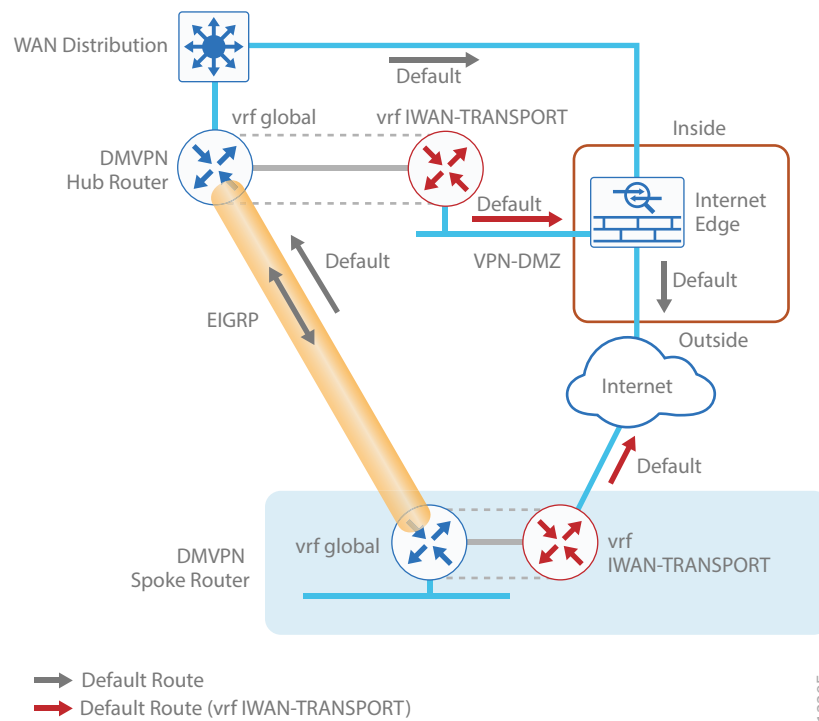 WAN Distribution
Default
vrf global
vrf IWAN-TRANSPORT
Inside
DMVPN
Hub Router
Default
Internet
Edge
VPN-DMZ
Default
Default
EIGRP
Outside
Internet
Default
DMVPN
Spoke Router
vrf global
vrf
IWAN-TRANSPORT
Default Route
Default Route (vrf IWAN-TRANSPORT)